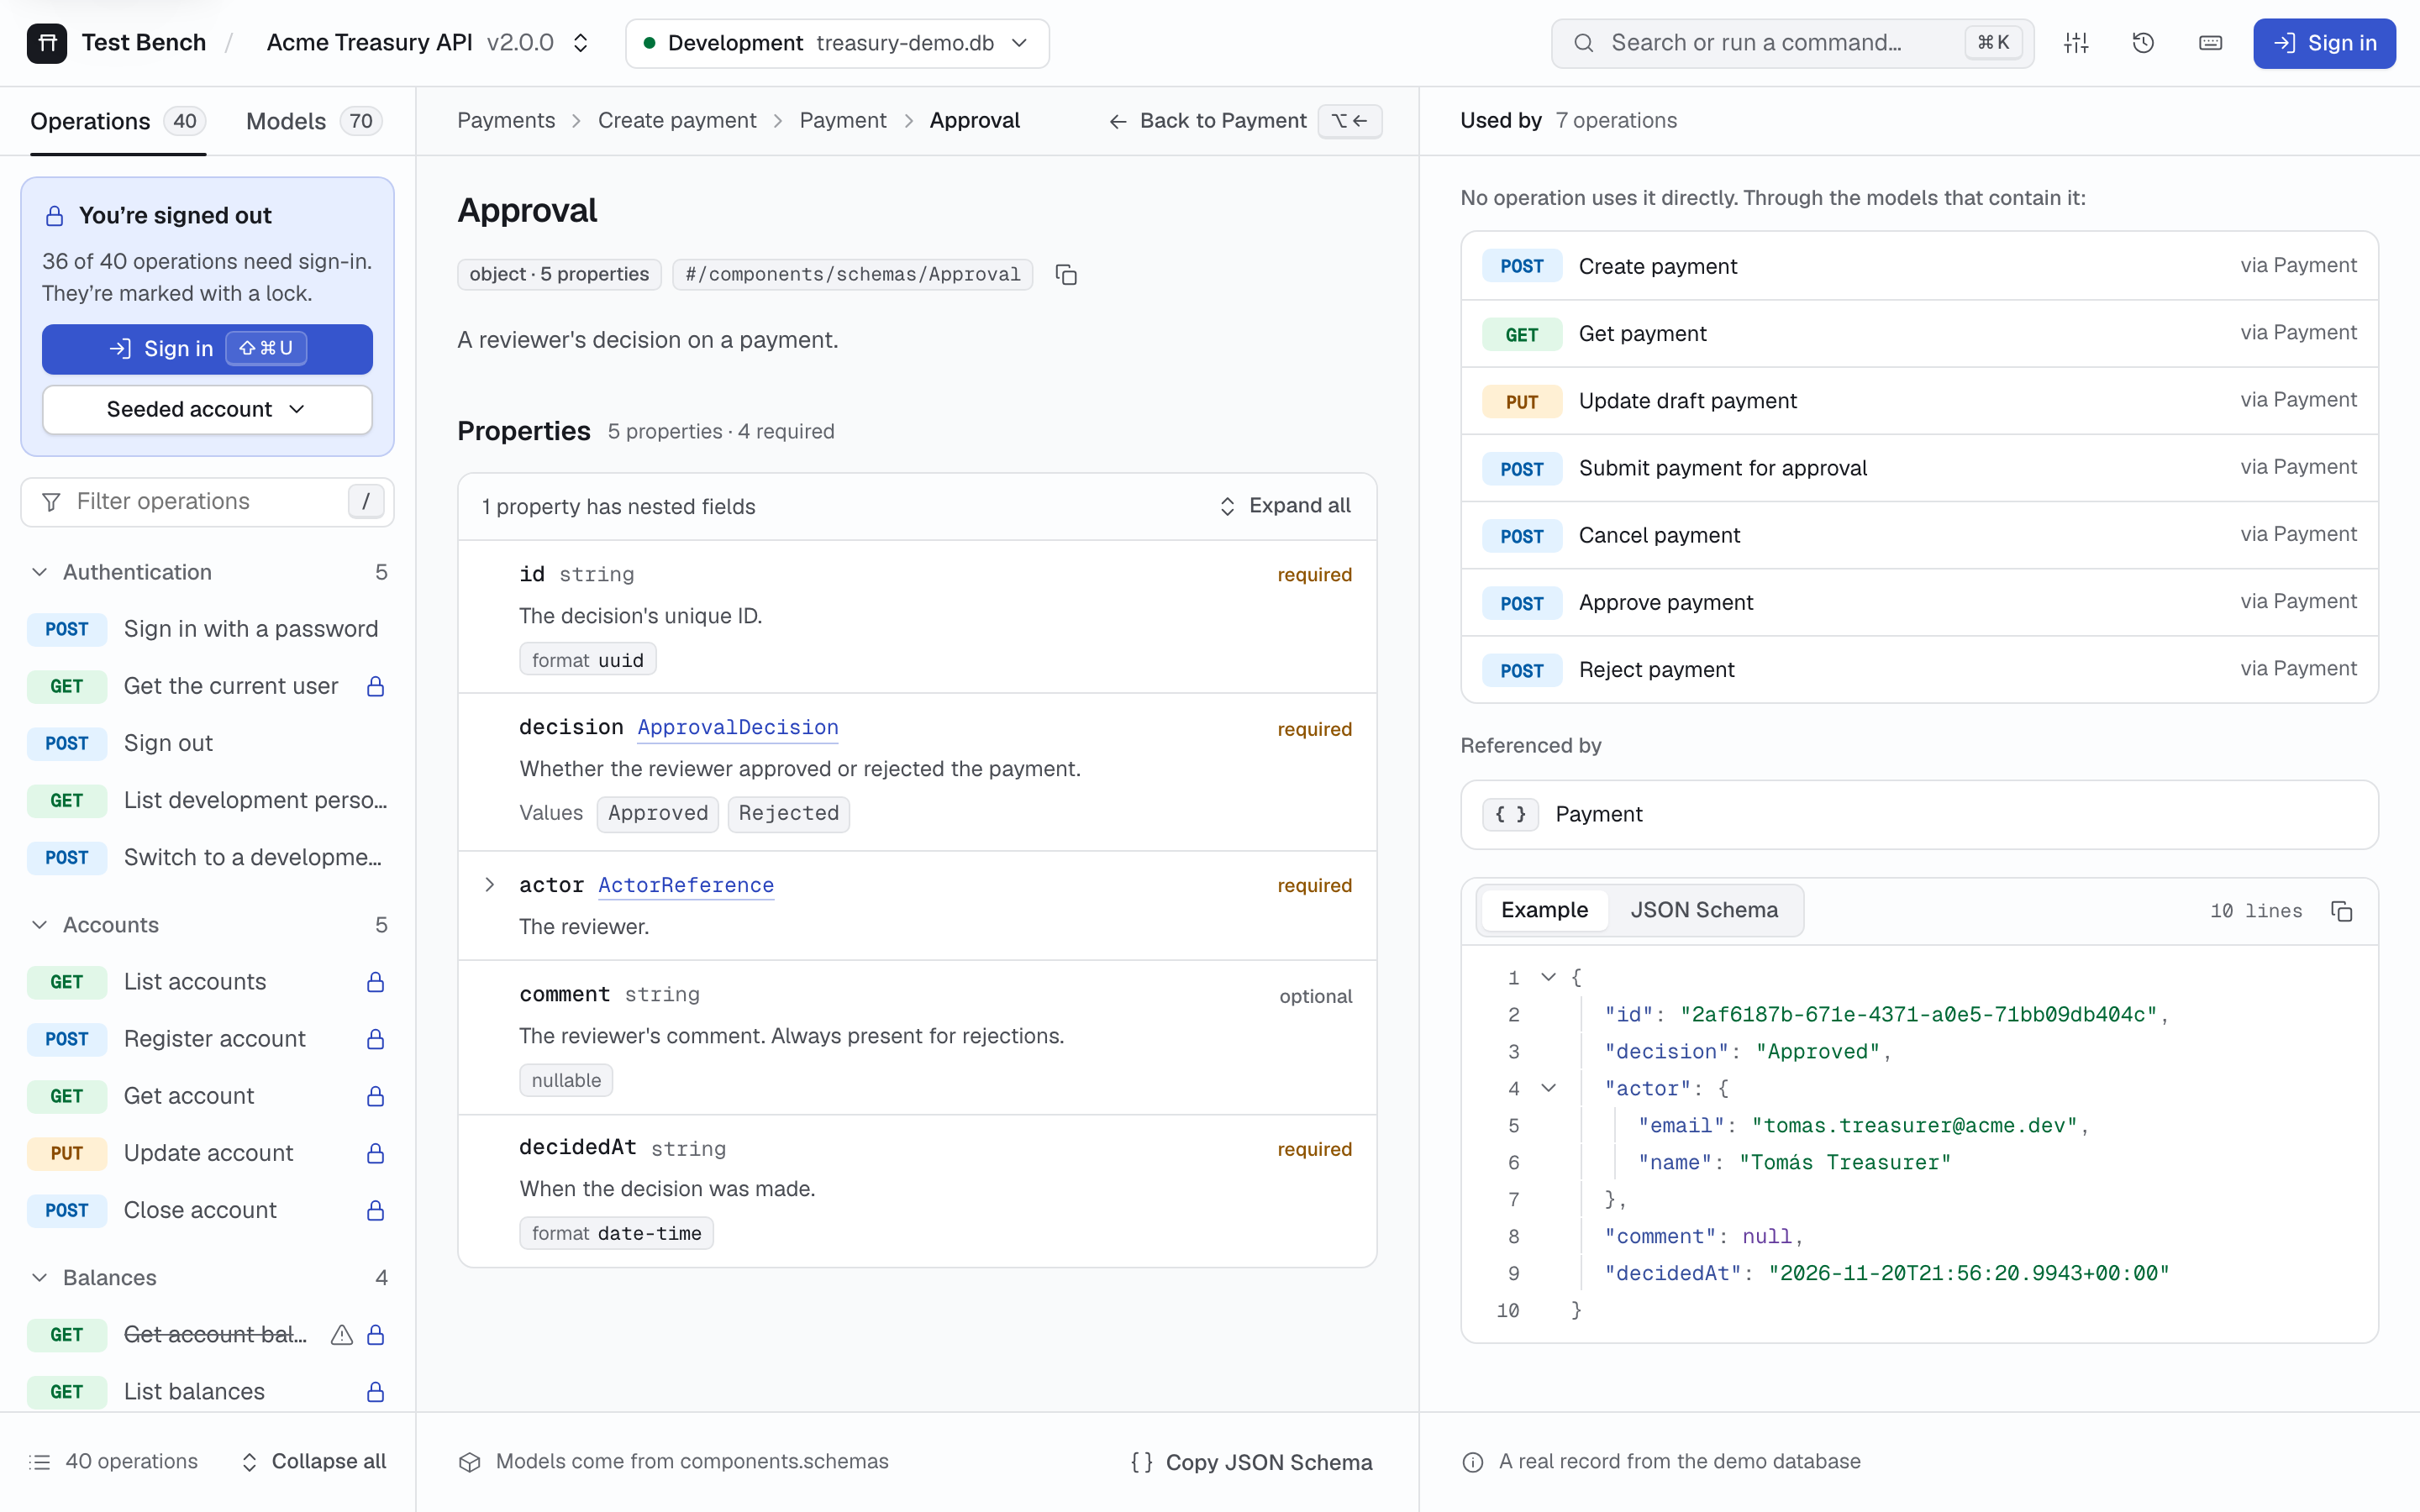 Test Bench / Acme Treasury API v2.0.0
Development treasury-demo.db
Search or run a command... ⌘K
Sign in
Operations 40 Models 70
You're signed out
36 of 40 operations need sign-in.
They're marked with a lock.
Sign in ⇧⌘U
Seeded account
Filter operations /
Authentication 5
POST Sign in with a password
GET Get the current user
POST Sign out
GET List development perso...
POST Switch to a developme...
Accounts 5
GET List accounts
POST Register account
GET Get account
PUT Update account
POST Close account
Balances 4
GET Get account bal...
GET List balances
40 operations Collapse all
Payments > Create payment > Payment > Approval
← Back to Payment ⌥←
Approval
object · 5 properties #/components/schemas/Approval
A reviewer's decision on a payment.
Properties 5 properties · 4 required
1 property has nested fields Expand all
id string required
The decision's unique ID.
format uuid
decision ApprovalDecision required
Whether the reviewer approved or rejected the payment.
Values Approved Rejected
actor ActorReference required
The reviewer.
comment string optional
The reviewer's comment. Always present for rejections.
nullable
decidedAt string required
When the decision was made.
format date-time
Models come from components.schemas
{ } Copy JSON Schema
Used by 7 operations
No operation uses it directly. Through the models that contain it:
POST Create payment via Payment
GET Get payment via Payment
PUT Update draft payment via Payment
POST Submit payment for approval via Payment
POST Cancel payment via Payment
POST Approve payment via Payment
POST Reject payment via Payment
Referenced by
{ } Payment
Example JSON Schema 10 lines
1 {
2 "id": "2af6187b-671e-4371-a0e5-71bb09db404c",
3 "decision": "Approved",
4 "actor": {
5 "email": "tomas.treasurer@acme.dev",
6 "name": "Tomás Treasurer"
7 },
8 "comment": null,
9 "decidedAt": "2026-11-20T21:56:20.9943+00:00"
10 }
A real record from the demo database